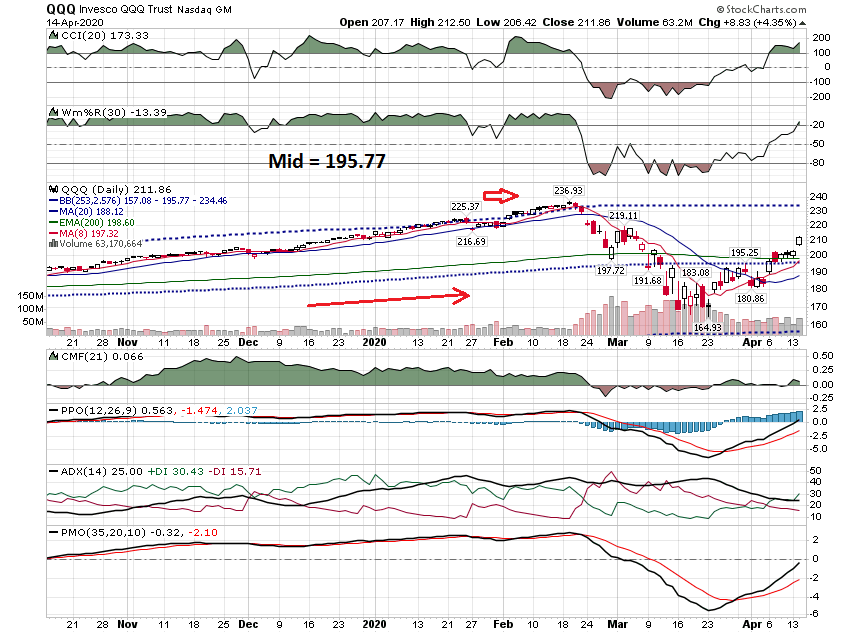 QQQ Invesco QQQ Trust Nasdaq GM
© StockCharts.com
14-Apr-2020
Open 207.17 High 212.50 Low 206.42 Close 211.86 Volume 63.2M Chg +8.83 (+4.35%)
CCI(20) 173.33
200
100
0
-100
-200
Wm%R(30) -13.39
-20
-50
-80
Mid = 195.77
QQQ (Daily) 211.86
BB(253,2.576) 157.08 - 195.77 - 234.46
MA(20) 188.12
EMA(200) 198.60
MA(8) 197.32
Volume 63,170,664
225.37
216.69
236.93
219.11
197.72
191.68
183.08
164.93
195.25
180.86
240
230
220
210
200
190
180
170
160
150M
100M
50M
21 28 Nov 11 18 25 Dec 9 16 23 2020 13 21 27 Feb 10 18 24 Mar 9 16 23 Apr 6 13
CMF(21) 0.066
0.50
0.25
0.00
-0.25
PPO(12,26,9) 0.563, -1.474, 2.037
2.5
0.0
-2.5
-5.0
ADX(14) 25.00 +DI 30.43 -DI 15.71
50
40
30
20
10
PMO(35,20,10) -0.32, -2.10
2
0
-2
-4
-6
21 28 Nov 11 18 25 Dec 9 16 23 2020 13 21 27 Feb 10 18 24 Mar 9 16 23 Apr 6 13